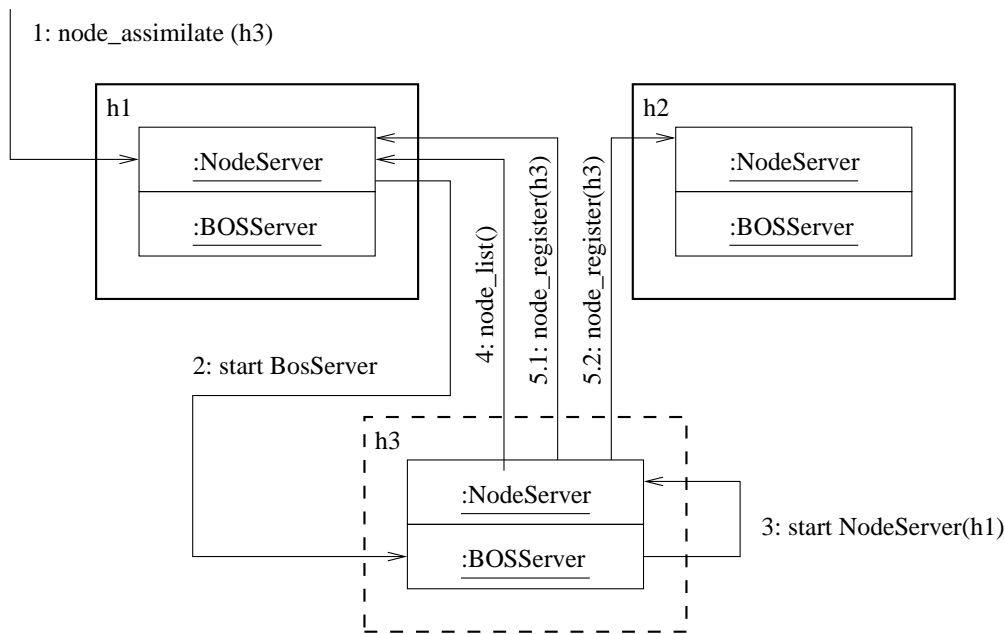 1: node_assimilate (h3)
h1
:NodeServer
:BOSServer
h2
:NodeServer
:BOSServer
2: start BosServer
4: node_list()
5.1: node_register(h3)
5.2: node_register(h3)
h3
:NodeServer
:BOSServer
3: start NodeServer(h1)